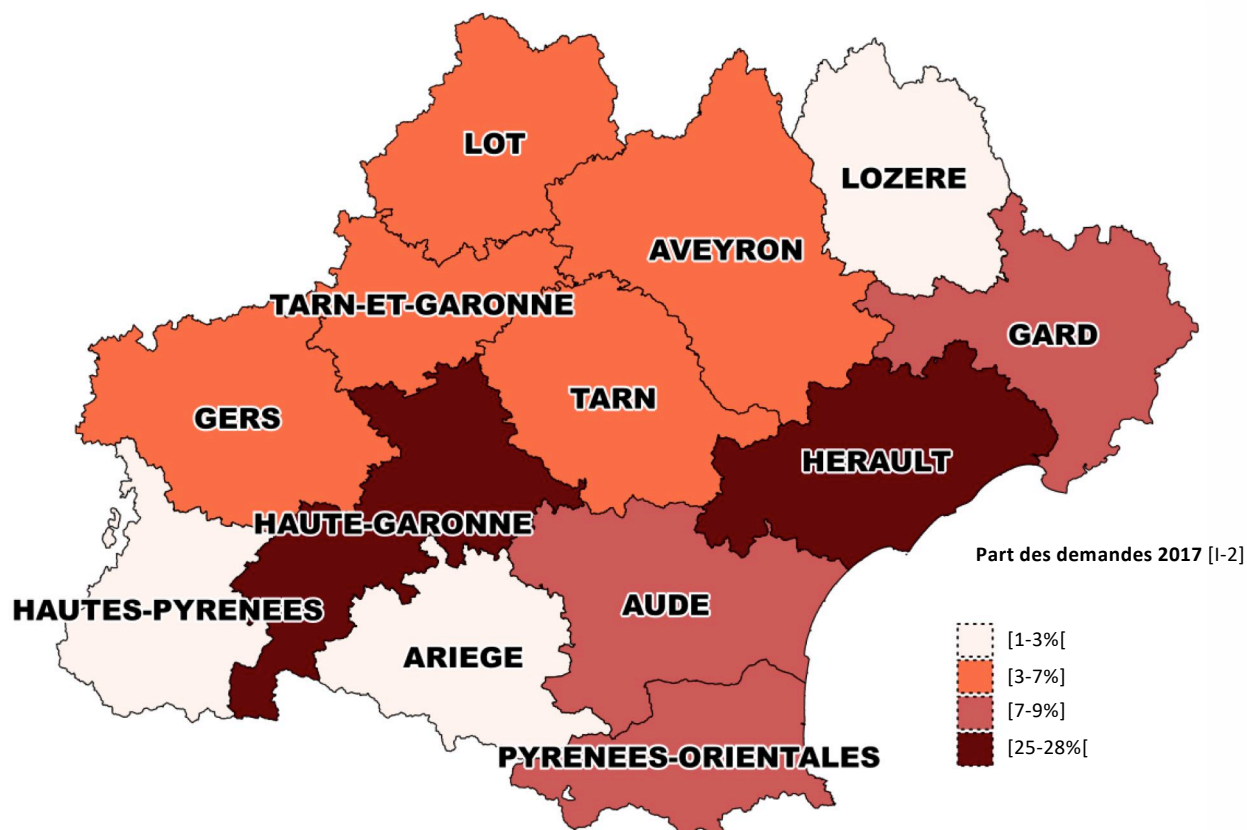 LOT
LOZERE
AVEYRON
TARN-ET-GARONNE
GARD
TARN
GERS
HERAULT
HAUTE-GARONNE
Part des demandes 2017 [I-2]
HAUTES-PYRENEES
AUDE
ARIEGE
[1-3%[
[3-7%]
[7-9%]
[25-28%[
PYRENEES-ORIENTALES